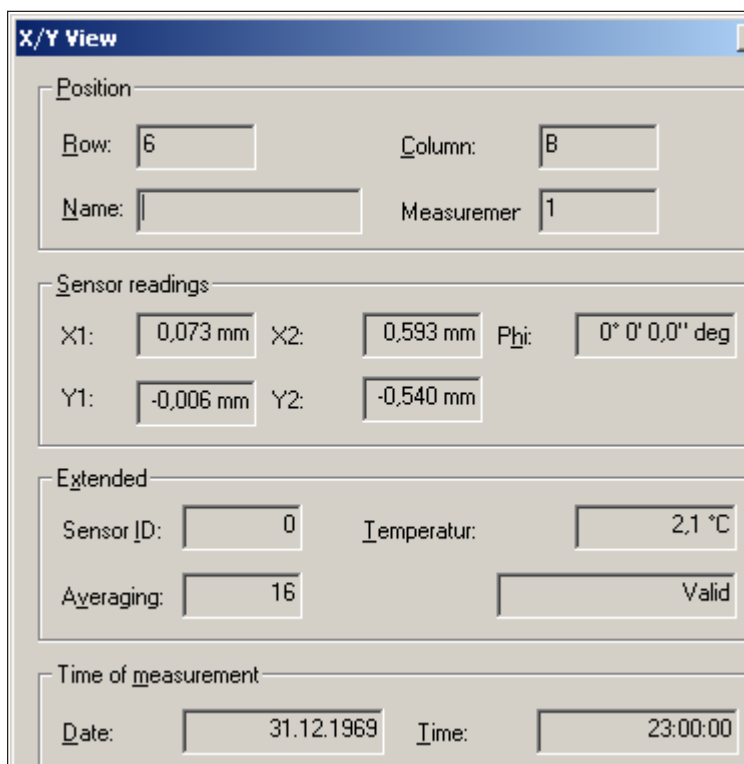 X/Y View
Position
Row: 6 Column: B
Name: Measuremer 1
Sensor readings
X1: 0,073 mm X2: 0,593 mm Phi: 0° 0' 0,0" deg
Y1: -0,006 mm Y2: -0,540 mm
Extended
Sensor ID: 0 Temperatur: 2,1 °C
Averaging: 16 Valid
Time of measurement
Date: 31.12.1969 Time: 23:00:00